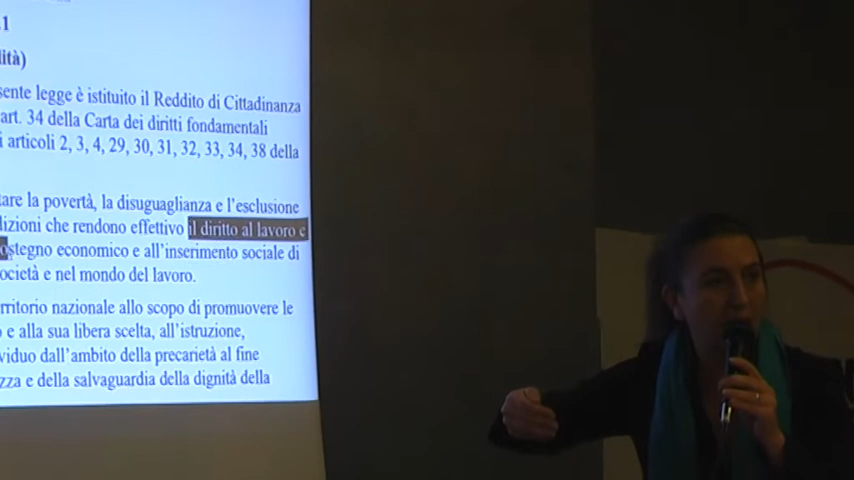 .1
lità)
sente legge è istituito il Reddito di Cittadinanza
art. 34 della Carta dei diritti fondamentali
i articoli 2, 3, 4, 29, 30, 31, 32, 33, 34, 38 della
tare la povertà, la disuguaglianza e l'esclusione
dizioni che rendono effettivo il diritto al lavoro e
ostegno economico e all'inserimento sociale di
ocietà e nel mondo del lavoro.
rritorio nazionale allo scopo di promuovere le
o e alla sua libera scelta, all'istruzione,
viduo dall'ambito della precarietà al fine
zza e della salvaguardia della dignità della